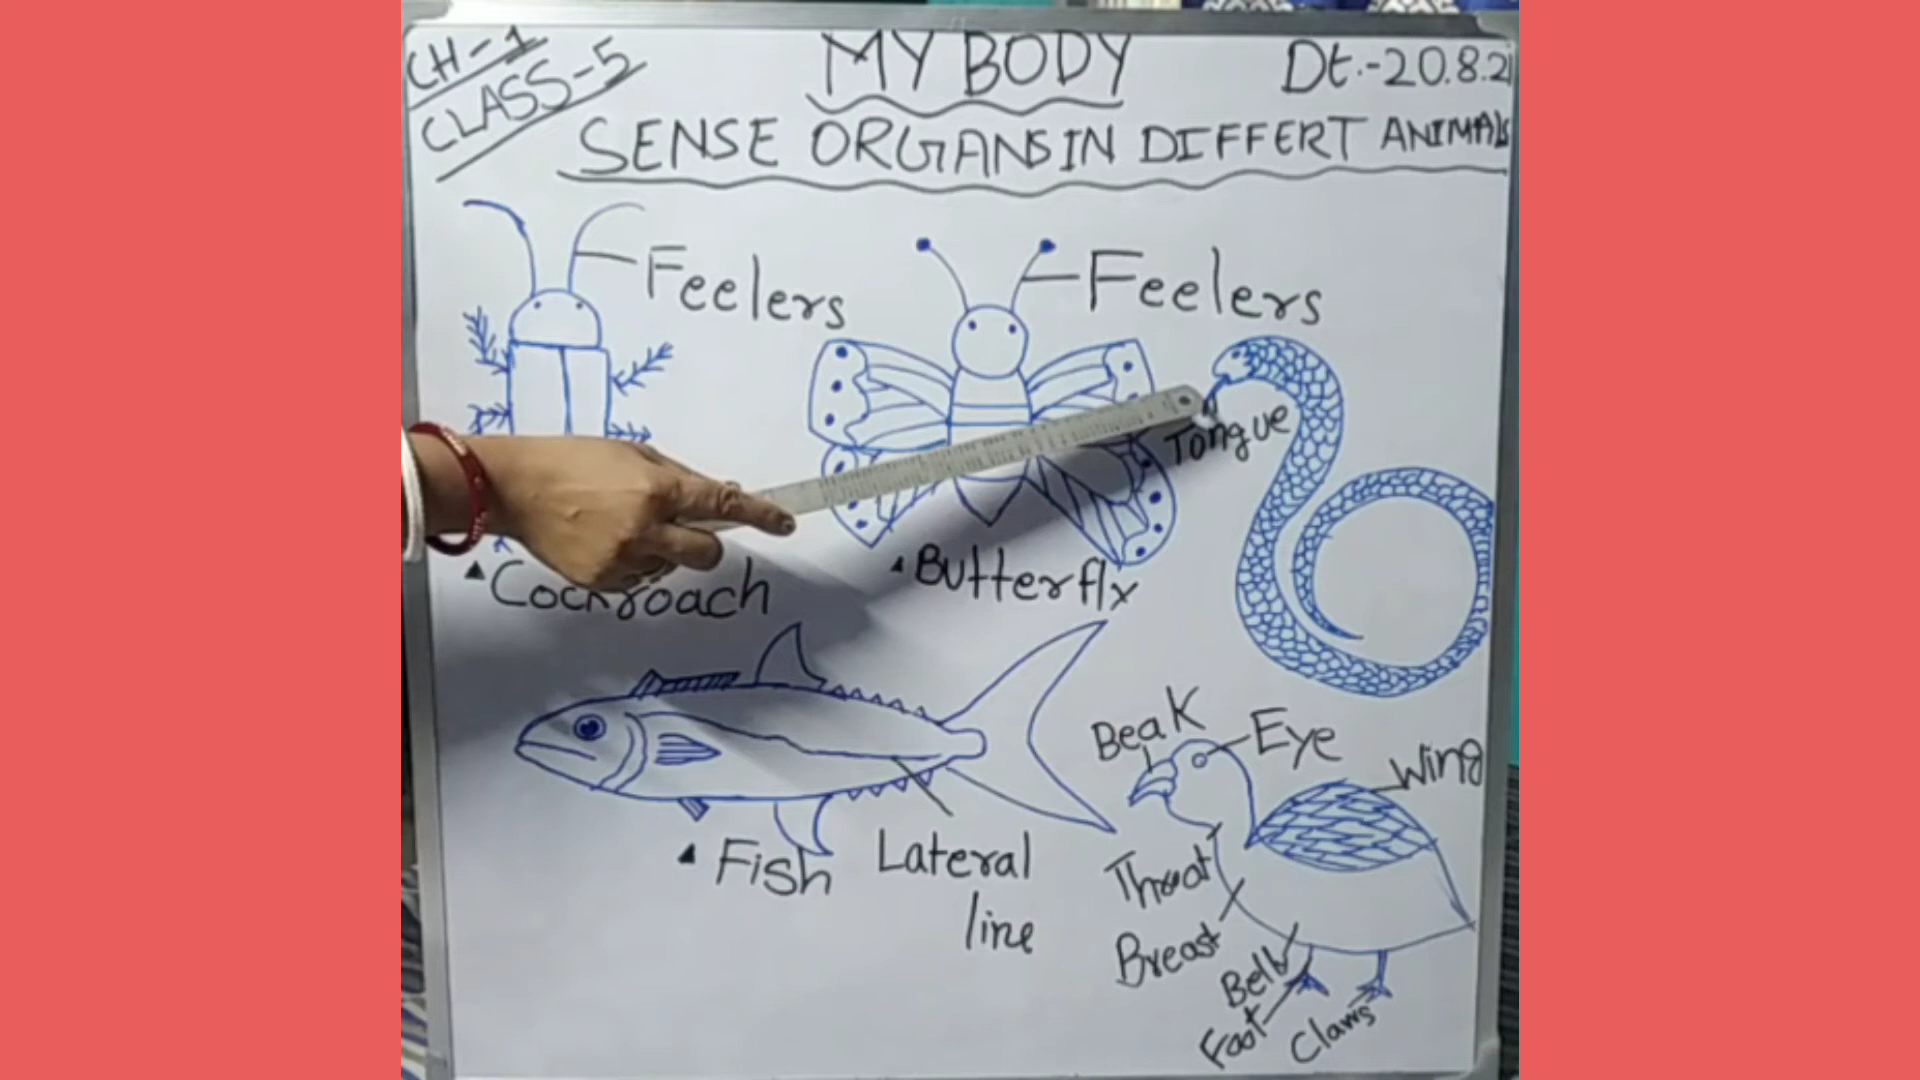 CH-1
CLASS-5
MY BODY
Dt.-20.8.21
SENSE ORGANS IN DIFFERT ANIMALS
Feelers
Feelers
Tongue
Cockroach
Butterfly
Beak
Eye
Wing
Fish
Lateral
line
Throat
Breast
Belly
Foot
Claws